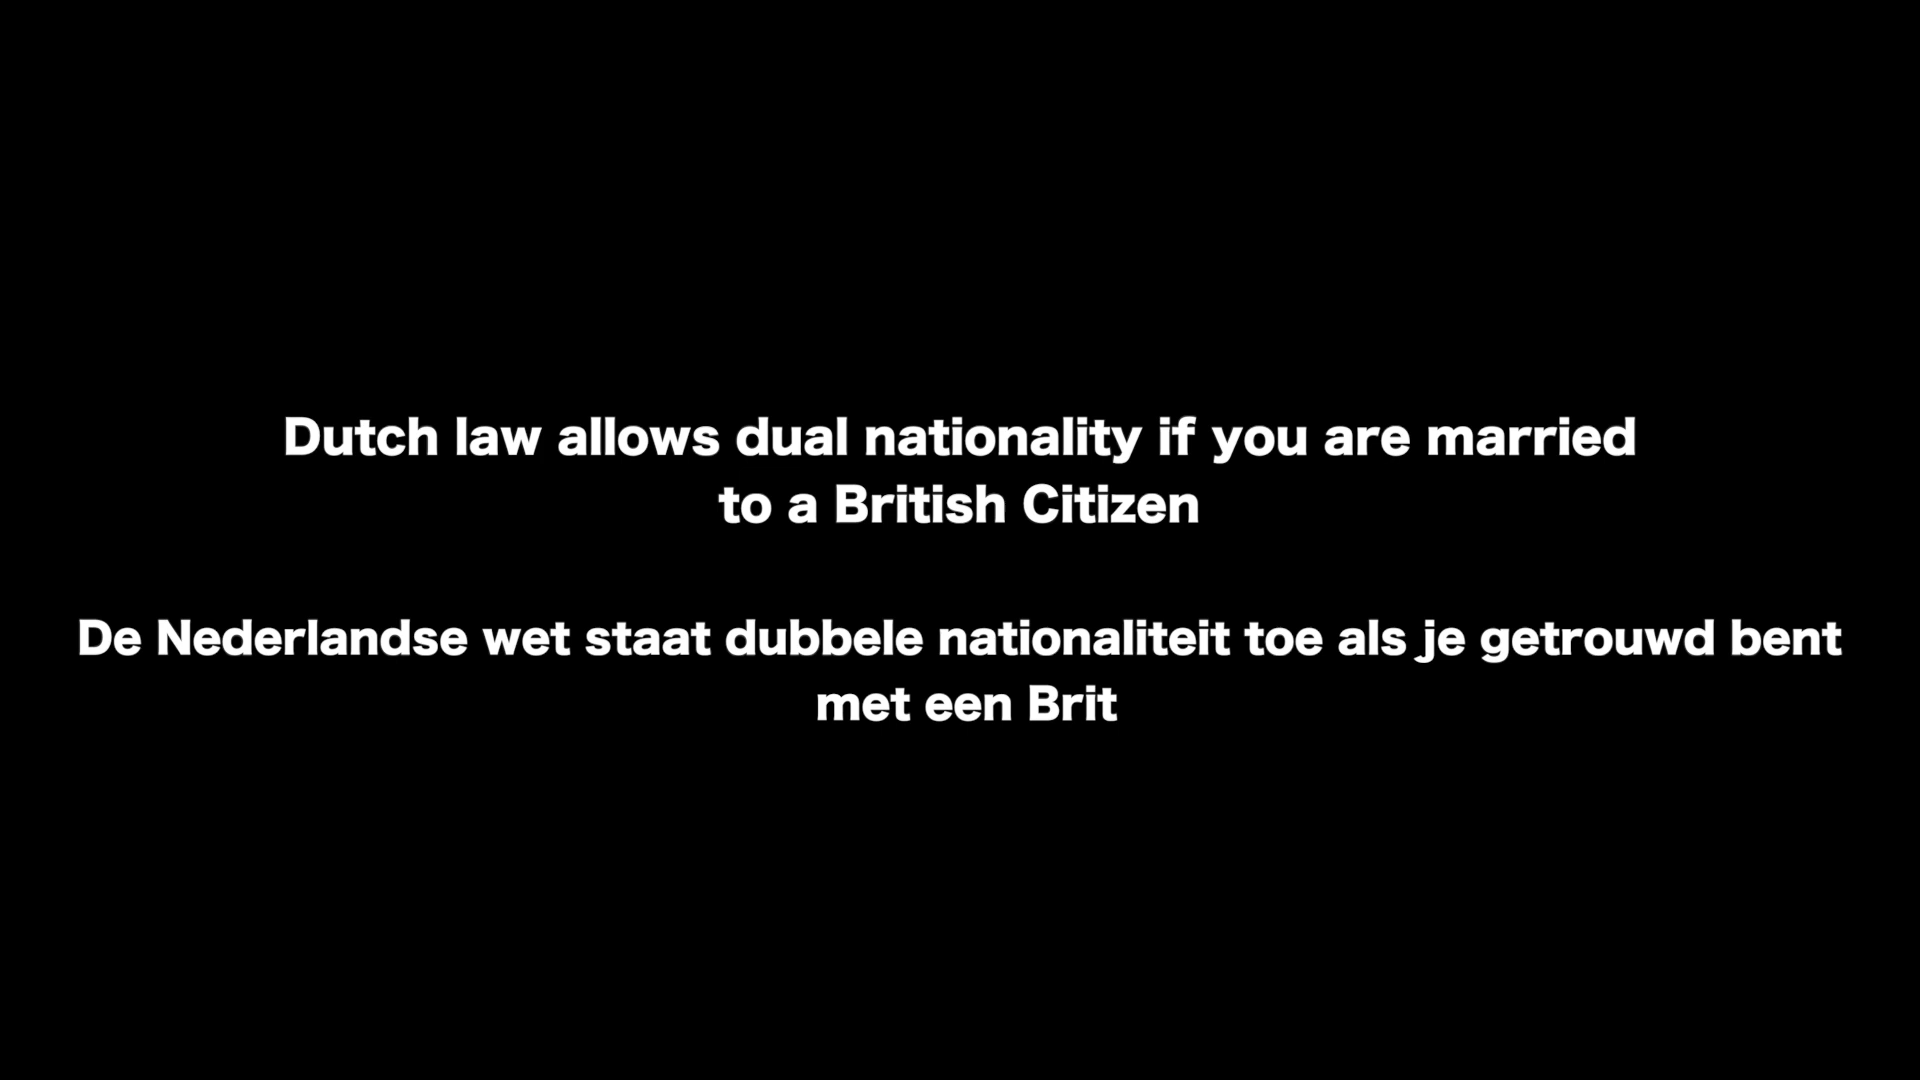 Dutch law allows dual nationality if you are married
to a British Citizen
De Nederlandse wet staat dubbele nationaliteit toe als je getrouwd bent
met een Brit